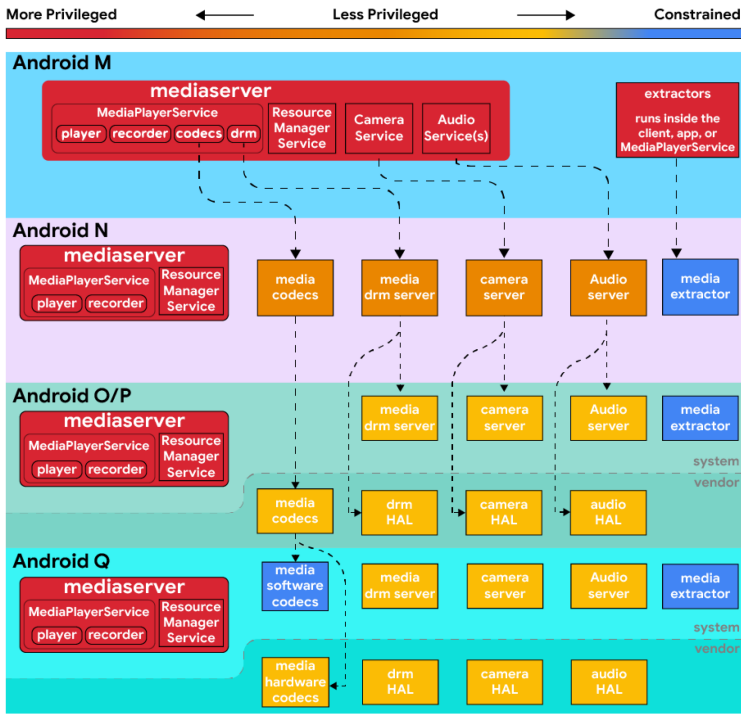 More Privileged
Less Privileged
Constrained
Android M
mediaserver
MediaPlayerService
player
recorder
codecs
drm
Resource
Manager
Service
Camera
Service
Audio
Service(s)
extractors
runs inside the
client, app, or
MediaPlayerService
Android N
mediaserver
MediaPlayerService
player
recorder
Resource
Manager
Service
media
codecs
media
drm server
camera
server
Audio
server
media
extractor
Android O/P
mediaserver
MediaPlayerService
player
recorder
Resource
Manager
Service
media
drm server
camera
server
Audio
server
media
extractor
system
vendor
media
codecs
drm
HAL
camera
HAL
audio
HAL
Android Q
mediaserver
MediaPlayerService
player
recorder
Resource
Manager
Service
media
software
codecs
media
drm server
camera
server
Audio
server
media
extractor
system
vendor
media
hardware
codecs
drm
HAL
camera
HAL
audio
HAL